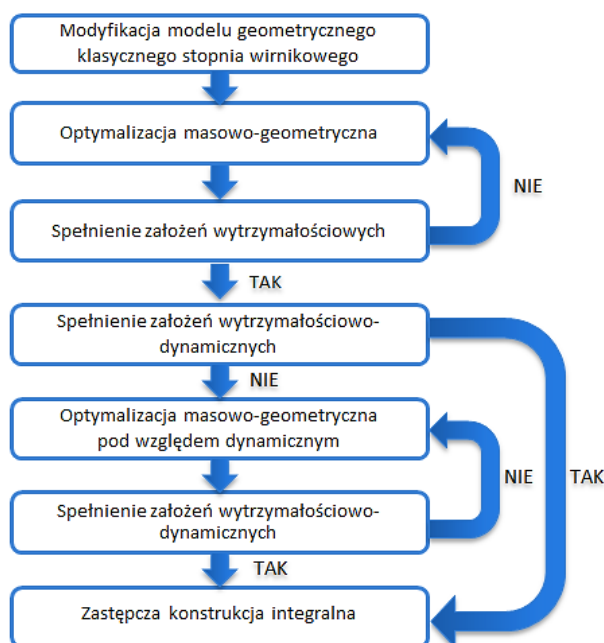 Modyfikacja modelu geometrycznego
klasycznego stopnia wirnikowego
Optymalizacja masowo-geometryczna
NIE
Spełnienie założeń wytrzymałościowych
TAK
Spełnienie założeń wytrzymałościowo-
dynamicznych
NIE
Optymalizacja masowo-geometryczna
pod względem dynamicznym
NIE
TAK
Spełnienie założeń wytrzymałościowo-
dynamicznych
TAK
Zastępcza konstrukcja integralna